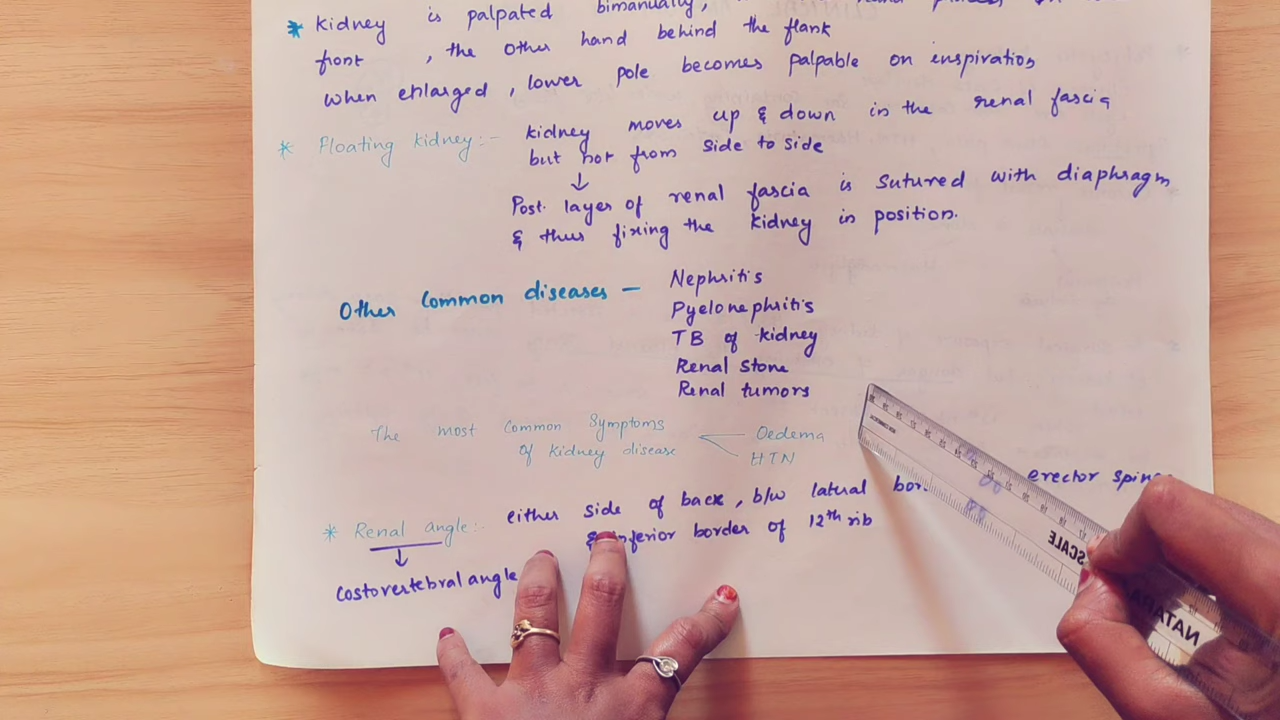 * kidney is palpated bimanually,
front , the other hand behind the flank
when enlarged , lower pole becomes palpable on inspiration
* Floating kidney :- kidney moves up & down in the renal fascia
but not from side to side
↓
Post. layer of renal fascia is sutured with diaphragm
& thus fixing the kidney in position.
Other Common diseases — Nephritis
Pyelonephritis
TB of kidney
Renal stone
Renal tumors
The most Common Symptoms
of kidney disease
Oedema
HTN
* Renal angle :- either side of back , b/w latural erector
& inferior border of 12th rib
↓
costovertebral angle
SCALE